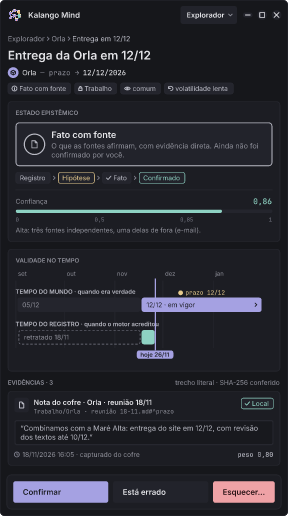 Kalango Mind
Explorador
Explorador › Orla › Entrega em 12/12
Entrega da Orla em 12/12
Orla — prazo → 12/12/2026
Fato com fonte
Trabalho
comum
volatilidade lenta
ESTADO EPISTÊMICO
Fato com fonte
O que as fontes afirmam, com evidência direta. Ainda não foi
confirmado por você.
Registro › Hipótese › ✓ Fato › Confirmado
Confiança 0,86
0 0,5 0,85 1
Alta: três fontes independentes, uma delas de fora (e-mail).
VALIDADE NO TEMPO
set out nov dez jan
prazo 12/12
TEMPO DO MUNDO · quando era verdade
05/12
12/12 · em vigor
TEMPO DO REGISTRO · quando o motor acreditou
retratado 18/11
hoje 26/11
EVIDÊNCIAS · 3 trecho literal · SHA-256 conferido
Nota do cofre · Orla · reunião 18/11
✓ Local
Trabalho/Orla · reunião 18-11.md#^prazo
"Combinamos com a Maré Alta: entrega do site em 12/12, com revisão
dos textos até 10/12."
18/11/2026 16:05 · capturado do cofre peso 0,80
Confirmar
Está errado
Esquecer...